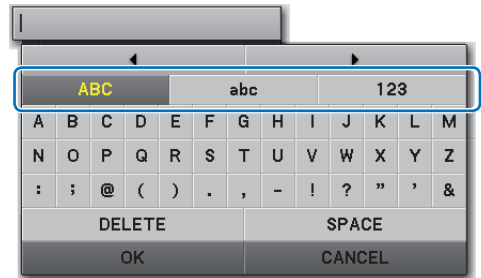 ◀ ▶
ABC abc 123
A B C D E F G H I J K L M
N O P Q R S T U V W X Y Z
: ; @ ( ) . , - ! ? ” ’ &
DELETE SPACE
OK CANCEL